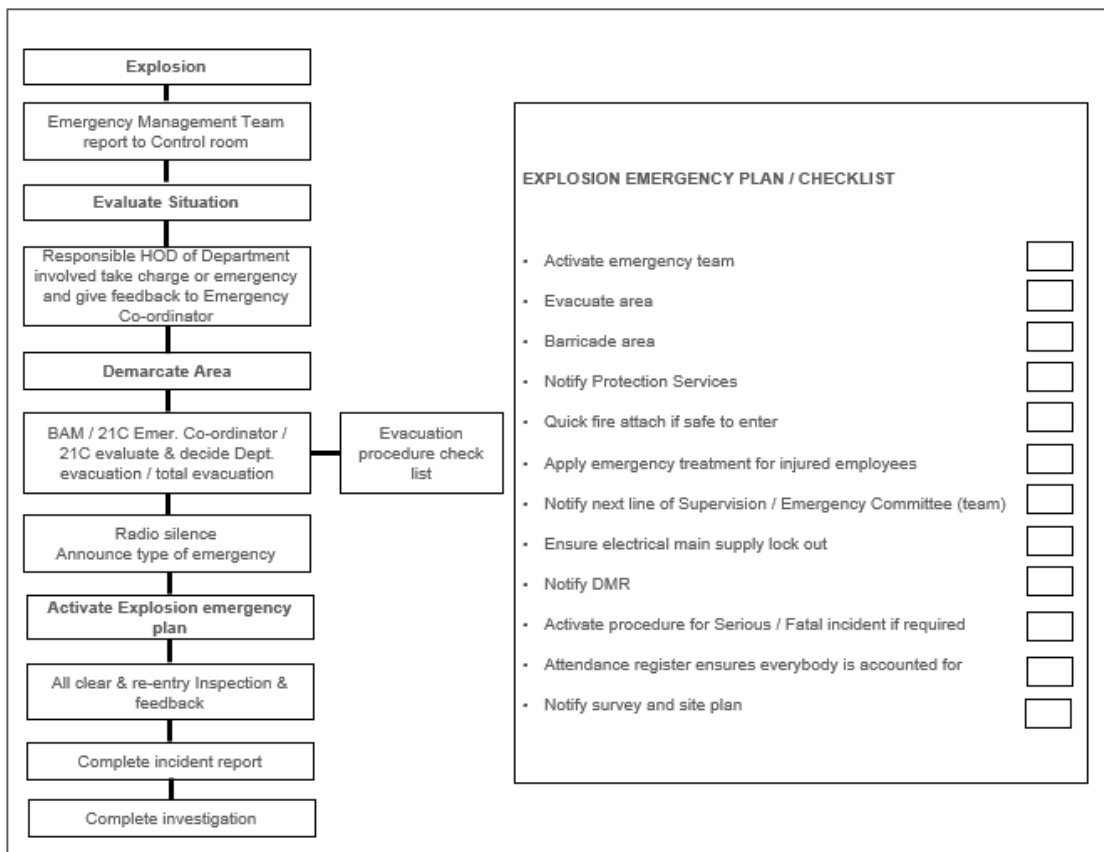 Explosion
Emergency Management Team
report to Control room
Evaluate Situation
Responsible HOD of Department
involved take charge or emergency
and give feedback to Emergency
Co-ordinator
Demarcate Area
BAM / 21C Emer. Co-ordinator /
21C evaluate & decide Dept.
evacuation / total evacuation
Evacuation
procedure check
list
Radio silence
Announce type of emergency
Activate Explosion emergency
plan
All clear & re-entry Inspection &
feedback
Complete incident report
Complete investigation
EXPLOSION EMERGENCY PLAN / CHECKLIST
• Activate emergency team
• Evacuate area
• Barricade area
• Notify Protection Services
• Quick fire attach if safe to enter
• Apply emergency treatment for injured employees
• Notify next line of Supervision / Emergency Committee (team)
• Ensure electrical main supply lock out
• Notify DMR
• Activate procedure for Serious / Fatal incident if required
• Attendance register ensures everybody is accounted for
• Notify survey and site plan